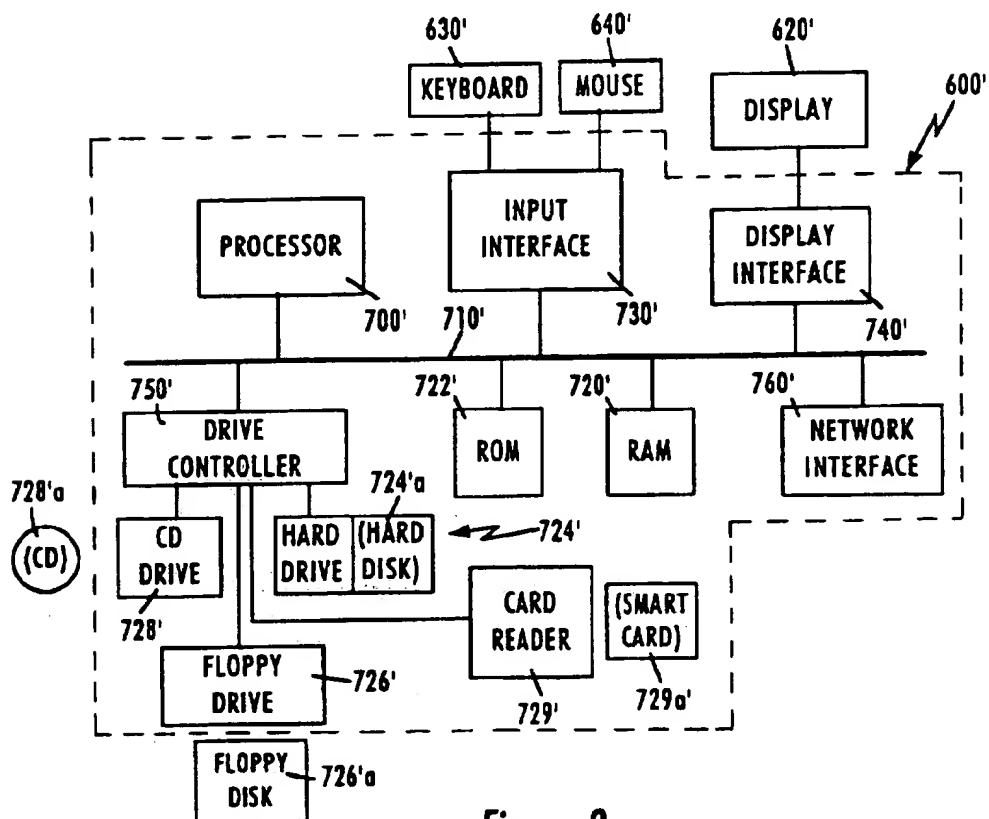 630'
640'
620'
600'
KEYBOARD
MOUSE
DISPLAY
PROCESSOR
INPUT
INTERFACE
DISPLAY
INTERFACE
700'
710'
730'
740'
750'
722'
720'
760'
DRIVE
CONTROLLER
ROM
RAM
NETWORK
INTERFACE
728'a
(CD)
724'a
724'
CD
DRIVE
HARD
DRIVE
(HARD
DISK)
728'
CARD
READER
(SMART
CARD)
FLOPPY
DRIVE
726'
729'
729a'
FLOPPY
DISK
726'a